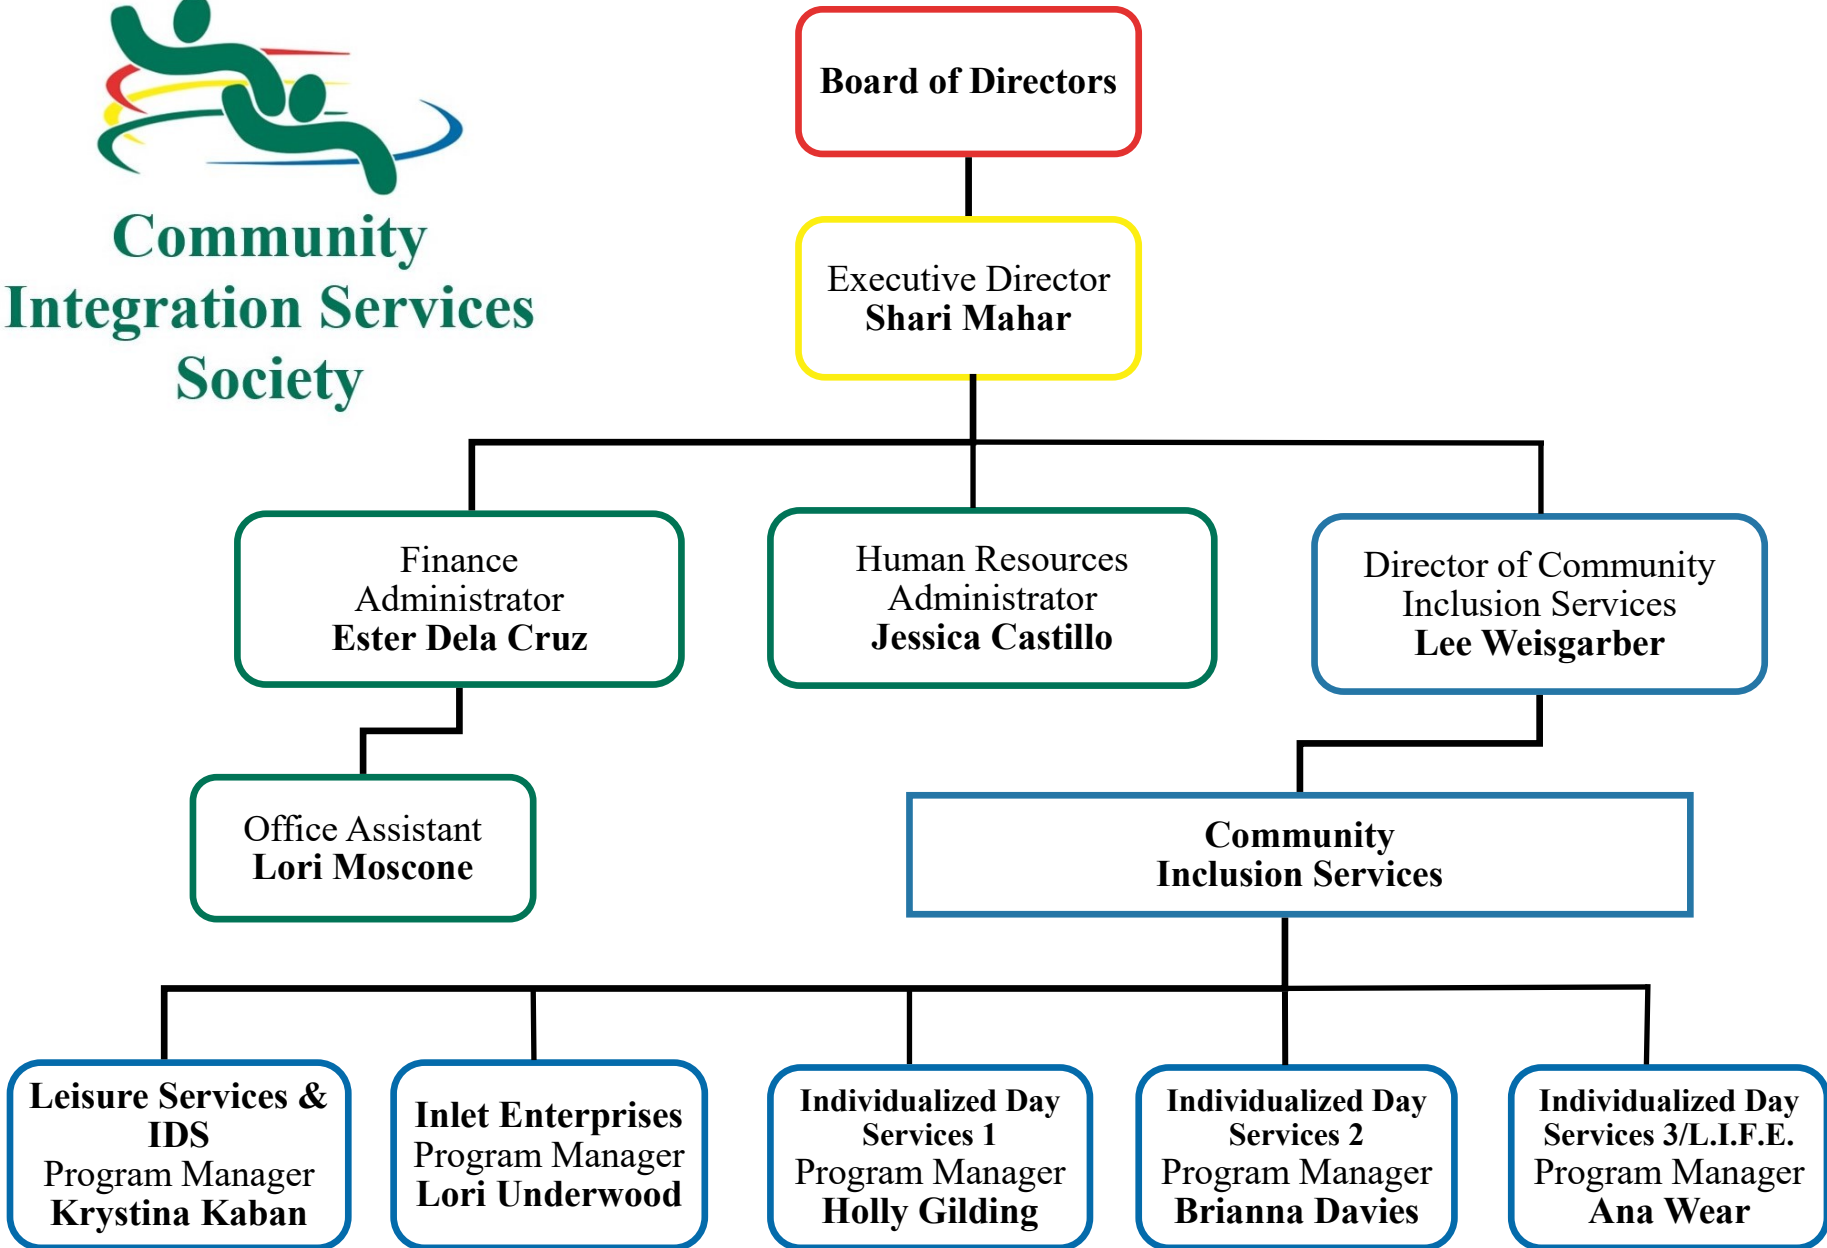 Community
Integration Services
Society
Board of Directors
Executive Director
Shari Mahar
Finance
Administrator
Ester Dela Cruz
Human Resources
Administrator
Jessica Castillo
Director of Community
Inclusion Services
Lee Weisgarber
Office Assistant
Lori Moscone
Community
Inclusion Services
Leisure Services &
IDS
Program Manager
Krystina Kaban
Inlet Enterprises
Program Manager
Lori Underwood
Individualized Day
Services 1
Program Manager
Holly Gilding
Individualized Day
Services 2
Program Manager
Brianna Davies
Individualized Day
Services 3/L.I.F.E.
Program Manager
Ana Wear